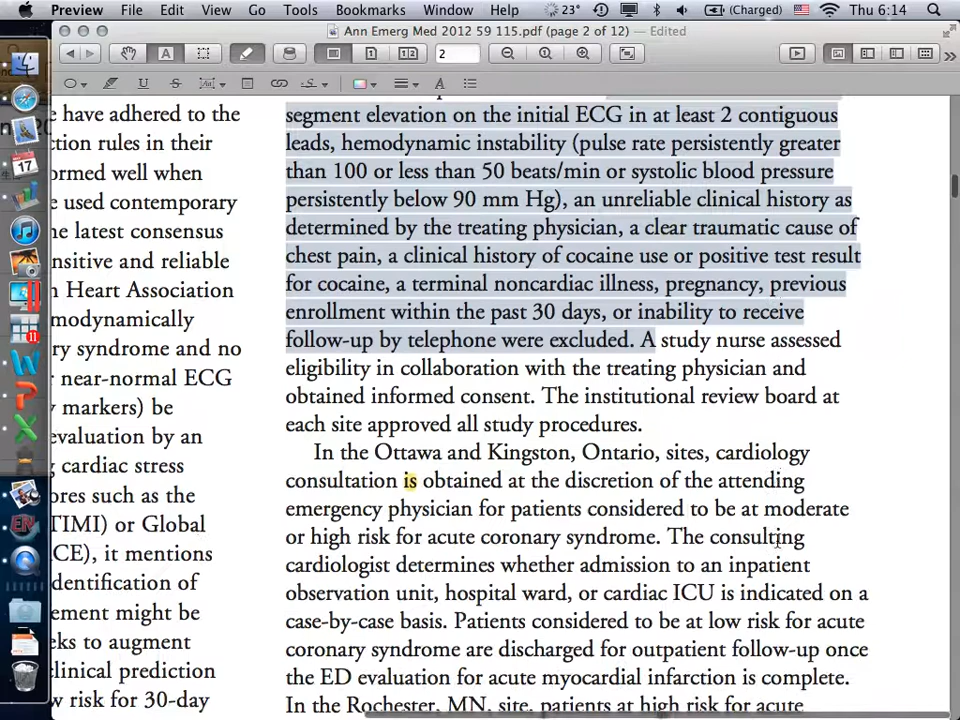 Preview File Edit View Go Tools Bookmarks Window Help 23° (Charged) Thu 6:14
Ann Emerg Med 2012 59 115.pdf (page 2 of 12) — Edited
A 1 1 2 2 1
A
17
11
have adhered to the
ction rules in their
ormed well when
e used contemporary
he latest consensus
nsitive and reliable
n Heart Association
modynamically
ry syndrome and no
near-normal ECG
y markers) be
evaluation by an
g cardiac stress
ores such as the
TIMI) or Global
CE), it mentions
dentification of
ement might be
eks to augment
clinical prediction
w risk for 30-day
segment elevation on the initial ECG in at least 2 contiguous
leads, hemodynamic instability (pulse rate persistently greater
than 100 or less than 50 beats/min or systolic blood pressure
persistently below 90 mm Hg), an unreliable clinical history as
determined by the treating physician, a clear traumatic cause of
chest pain, a clinical history of cocaine use or positive test result
for cocaine, a terminal noncardiac illness, pregnancy, previous
enrollment within the past 30 days, or inability to receive
follow-up by telephone were excluded. A study nurse assessed
eligibility in collaboration with the treating physician and
obtained informed consent. The institutional review board at
each site approved all study procedures.
In the Ottawa and Kingston, Ontario, sites, cardiology
consultation is obtained at the discretion of the attending
emergency physician for patients considered to be at moderate
or high risk for acute coronary syndrome. The consulting
cardiologist determines whether admission to an inpatient
observation unit, hospital ward, or cardiac ICU is indicated on a
case-by-case basis. Patients considered to be at low risk for acute
coronary syndrome are discharged for outpatient follow-up once
the ED evaluation for acute myocardial infarction is complete.
In the Rochester, MN, site, patients at high risk for acute